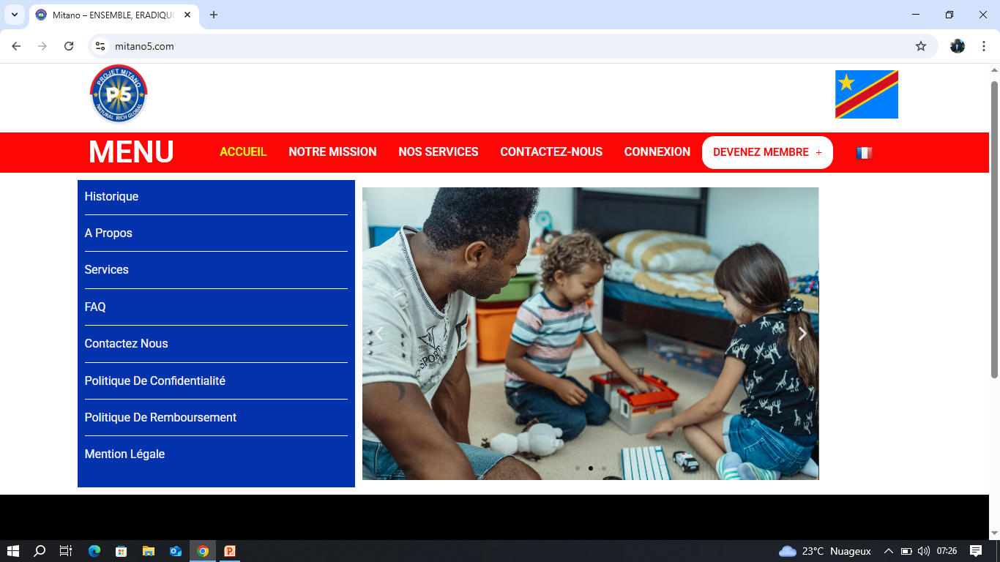 Mitano – ENSEMBLE, ERADIQU
mitano5.com
PROJET MITANO
P5
NATURAL RICH GLOBAL
MENU
ACCUEIL NOTRE MISSION NOS SERVICES CONTACTEZ-NOUS CONNEXION DEVENEZ MEMBRE +
Historique
A Propos
Services
FAQ
Contactez Nous
Politique De Confidentialité
Politique De Remboursement
Mention Légale
SPORT
23°C Nuageux
07:26